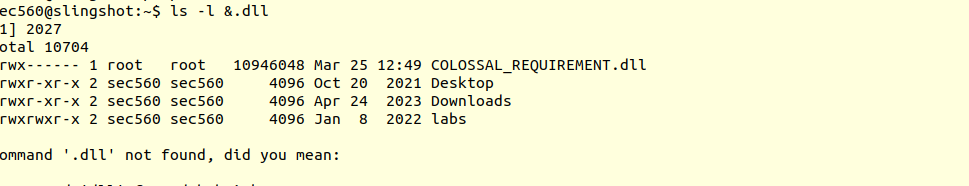 ec560@slingshot:~$ ls -l &.dll
1] 2027
otal 10704
rwx------ 1 root   root   10946048 Mar 25 12:49 COLOSSAL_REQUIREMENT.dll
rwxr-xr-x 2 sec560 sec560     4096 Oct 20  2021 Desktop
rwxr-xr-x 2 sec560 sec560     4096 Apr 24  2023 Downloads
rwxrwxr-x 2 sec560 sec560     4096 Jan  8  2022 labs
ommand '.dll' not found, did you mean: